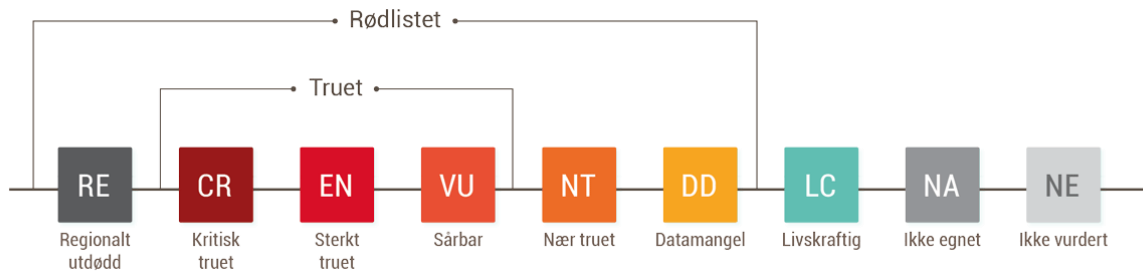 Rødlistet
Truet
RE CR EN VU NT DD LC NA NE
Regionalt utdødd
Kritisk truet
Sterkt truet
Sårbar
Nær truet
Datamangel
Livskraftig
Ikke egnet
Ikke vurdert